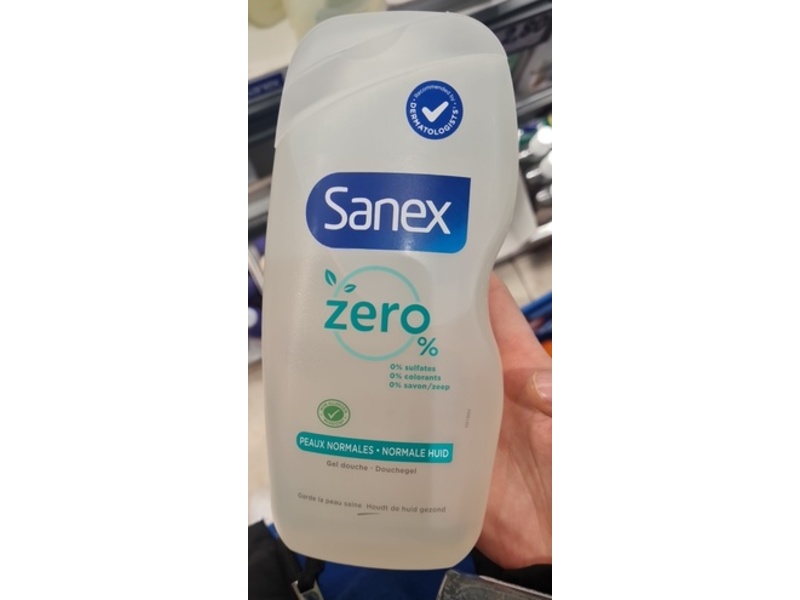 Recommended by
DERMATOLOGISTS
Sanex
zero
%
0% sulfates
0% colorants
0% savon/zeep
PEAUX NORMALES • NORMALE HUID
Gel douche - Douchegel
Garde la peau saine Houdt de huid gezond